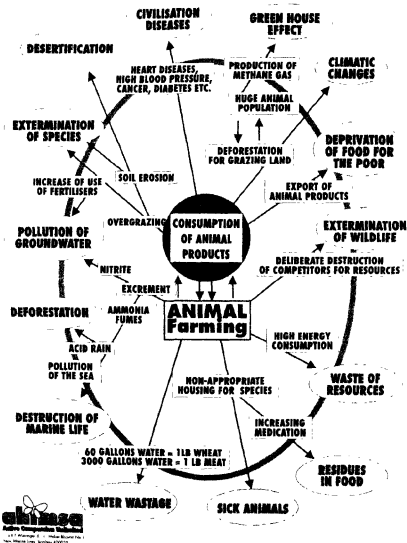 CIVILISATION
DISEASES
GREEN HOUSE
EFFECT
DESERTIFICATION
HEART DISEASES,
HIGH BLOOD PRESSURE,
CANCER, DIABETES ETC.
PRODUCTION OF
METHANE GAS
CLIMATIC
CHANGES
HUGE ANIMAL
POPULATION
EXTERMINATION
OF SPECIES
DEPRIVATION
OF FOOD FOR
THE POOR
DEFORESTATION
FOR GRAZING LAND
SOIL EROSION
INCREASE OF USE
OF FERTILISERS
EXPORT OF
ANIMAL PRODUCTS
OVERGRAZING
CONSUMPTION
OF ANIMAL
PRODUCTS
POLLUTION OF
GROUNDWATER
EXTERMINATION
OF WILDLIFE
DELIBERATE DESTRUCTION
OF COMPETITORS FOR RESOURCES
NITRITE
EXCREMENT
DEFORESTATION
AMMONIA
FUMES
ANIMAL
Farming
ACID RAIN
HIGH ENERGY
CONSUMPTION
POLLUTION
OF THE SEA
NON-APPROPRIATE
HOUSING FOR SPECIES
WASTE OF
RESOURCES
DESTRUCTION OF
MARINE LIFE
INCREASING
MEDICATION
60 GALLONS WATER = 1LB WHEAT
3000 GALLONS WATER = 1 LB MEAT
RESIDUES
IN FOOD
WATER WASTAGE
SICK ANIMALS
ahimsa